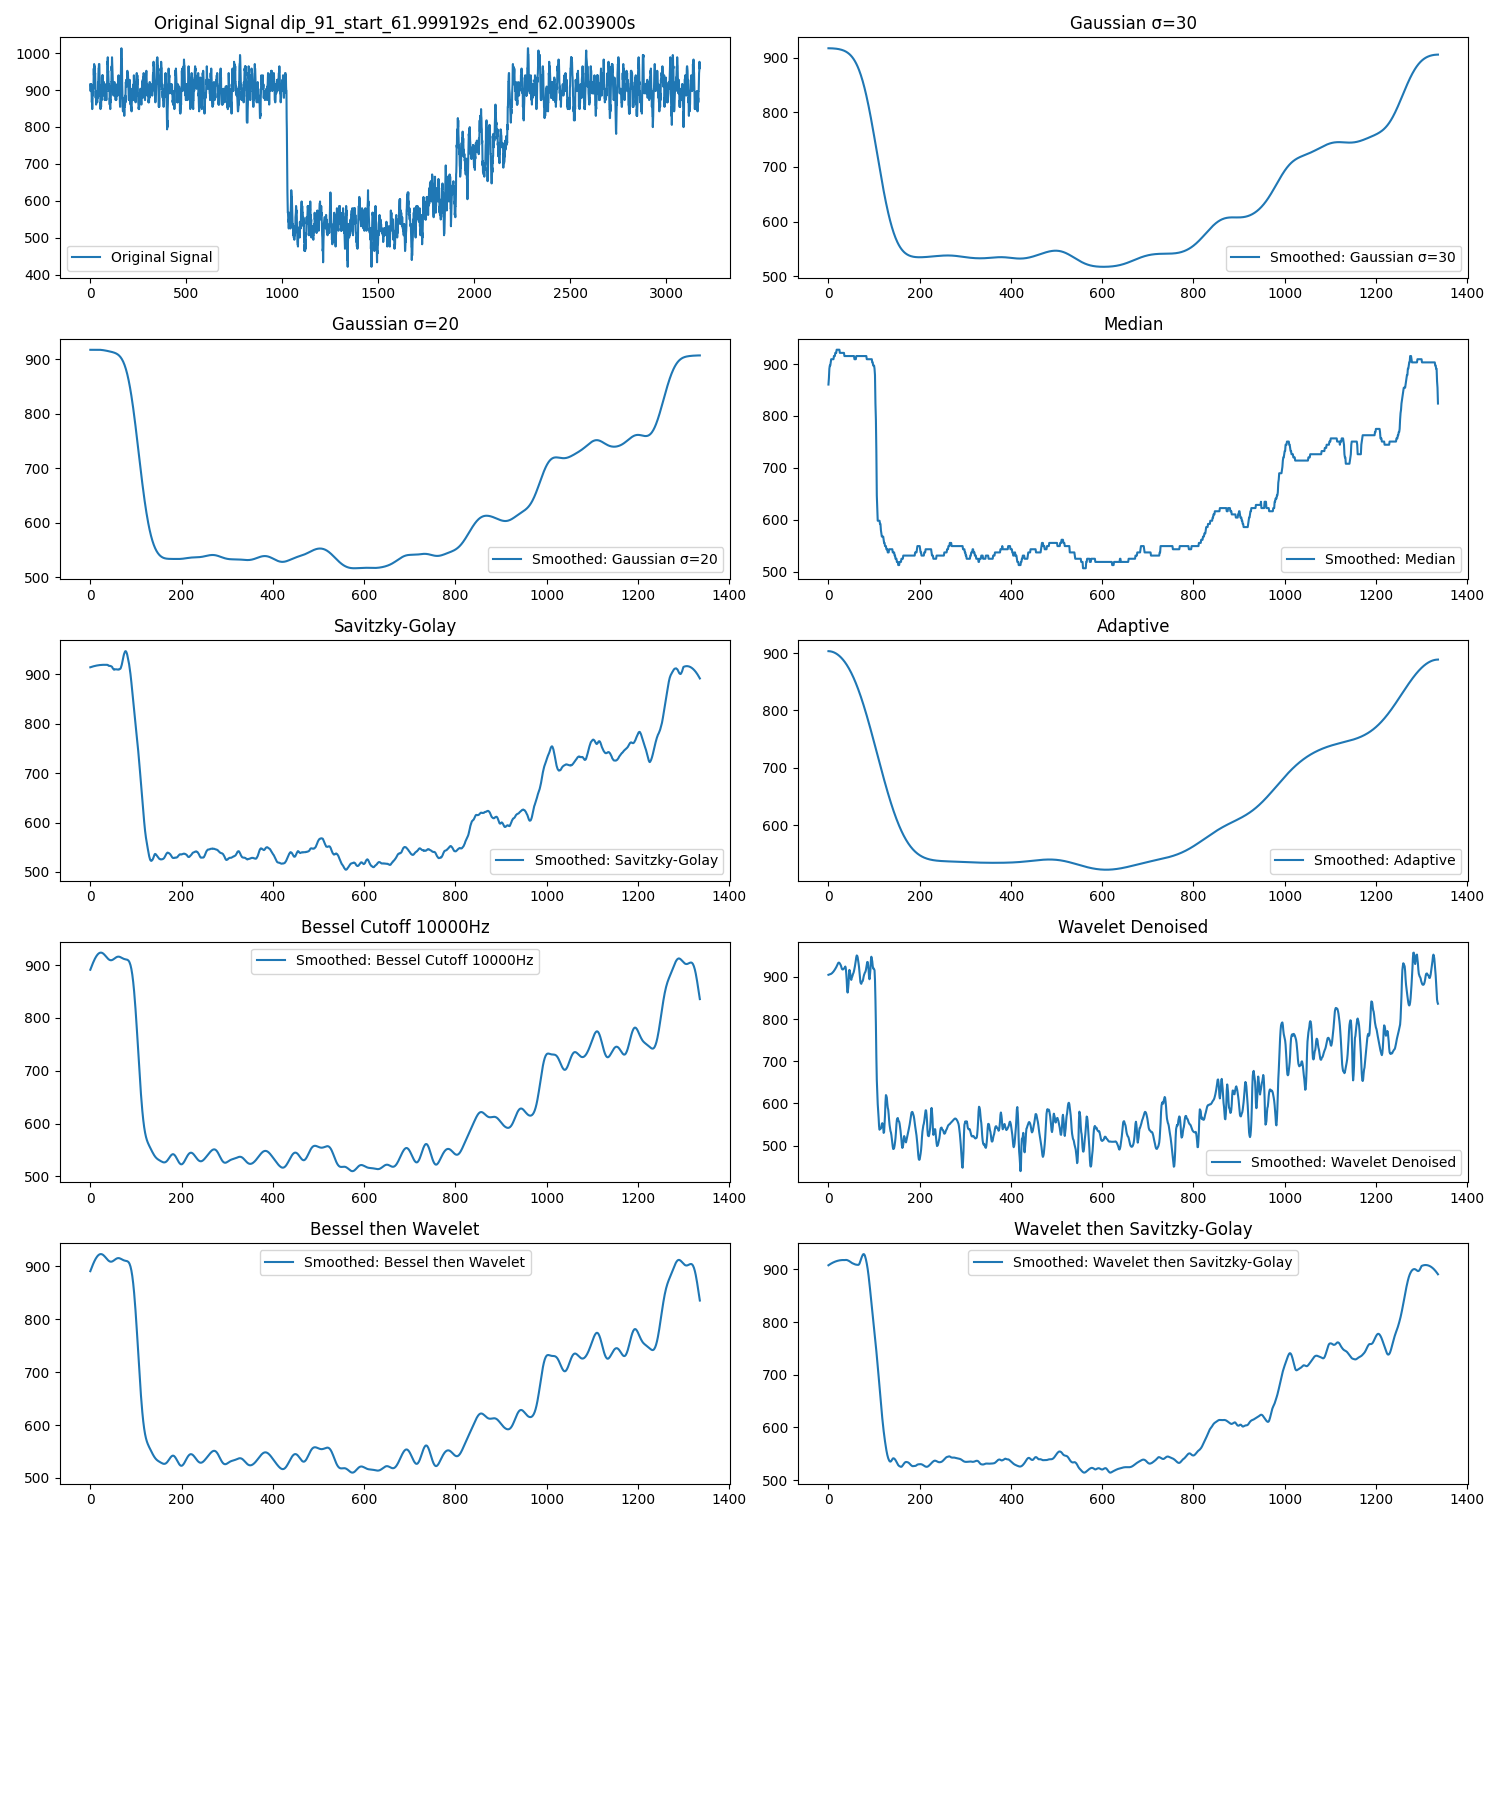 Original Signal dip_91_start_61.999192s_end_62.003900s
1000
900
800
700
600
500
400
Original Signal
0 500 1000 1500 2000 2500 3000
Gaussian σ=30
900
800
700
600
500
Smoothed: Gaussian σ=30
0 200 400 600 800 1000 1200 1400
Gaussian σ=20
900
800
700
600
500
Smoothed: Gaussian σ=20
0 200 400 600 800 1000 1200 1400
Median
900
800
700
600
500
Smoothed: Median
0 200 400 600 800 1000 1200 1400
Savitzky-Golay
900
800
700
600
500
Smoothed: Savitzky-Golay
0 200 400 600 800 1000 1200 1400
Adaptive
900
800
700
600
Smoothed: Adaptive
0 200 400 600 800 1000 1200 1400
Bessel Cutoff 10000Hz
Smoothed: Bessel Cutoff 10000Hz
900
800
700
600
500
0 200 400 600 800 1000 1200 1400
Wavelet Denoised
900
800
700
600
500
Smoothed: Wavelet Denoised
0 200 400 600 800 1000 1200 1400
Bessel then Wavelet
Smoothed: Bessel then Wavelet
900
800
700
600
500
0 200 400 600 800 1000 1200 1400
Wavelet then Savitzky-Golay
Smoothed: Wavelet then Savitzky-Golay
900
800
700
600
500
0 200 400 600 800 1000 1200 1400